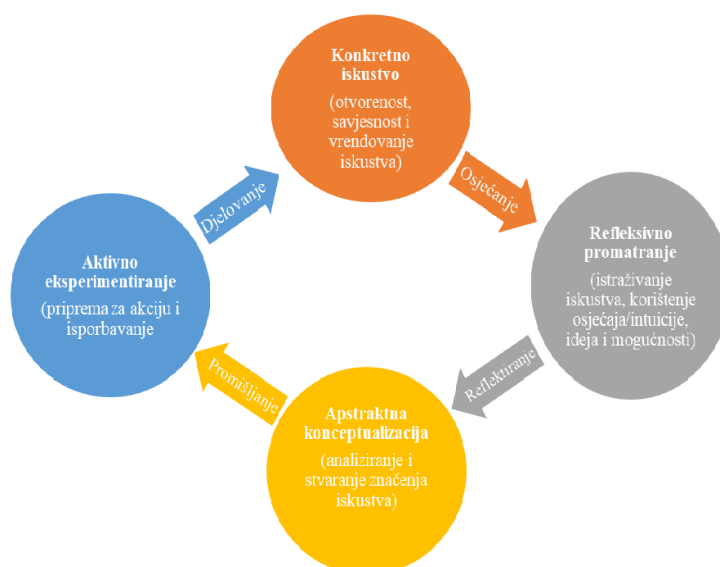 Konkretno
iskustvo
(otvorenost,
savjesnost i
vrendovanje
iskustva)
Osjećanje
Refleksivno
promatranje
(istraživanje
iskustva, korištenje
osjećaja/intuicije,
ideja i mogućnosti)
Reflektiranje
Apstraktna
konceptualizacija
(analiziranje i
stvaranje značenja
iskustva)
Promišljanje
Aktivno
eksperimentiranje
(priprema za akciju i
isporbavanje
Djelovanje